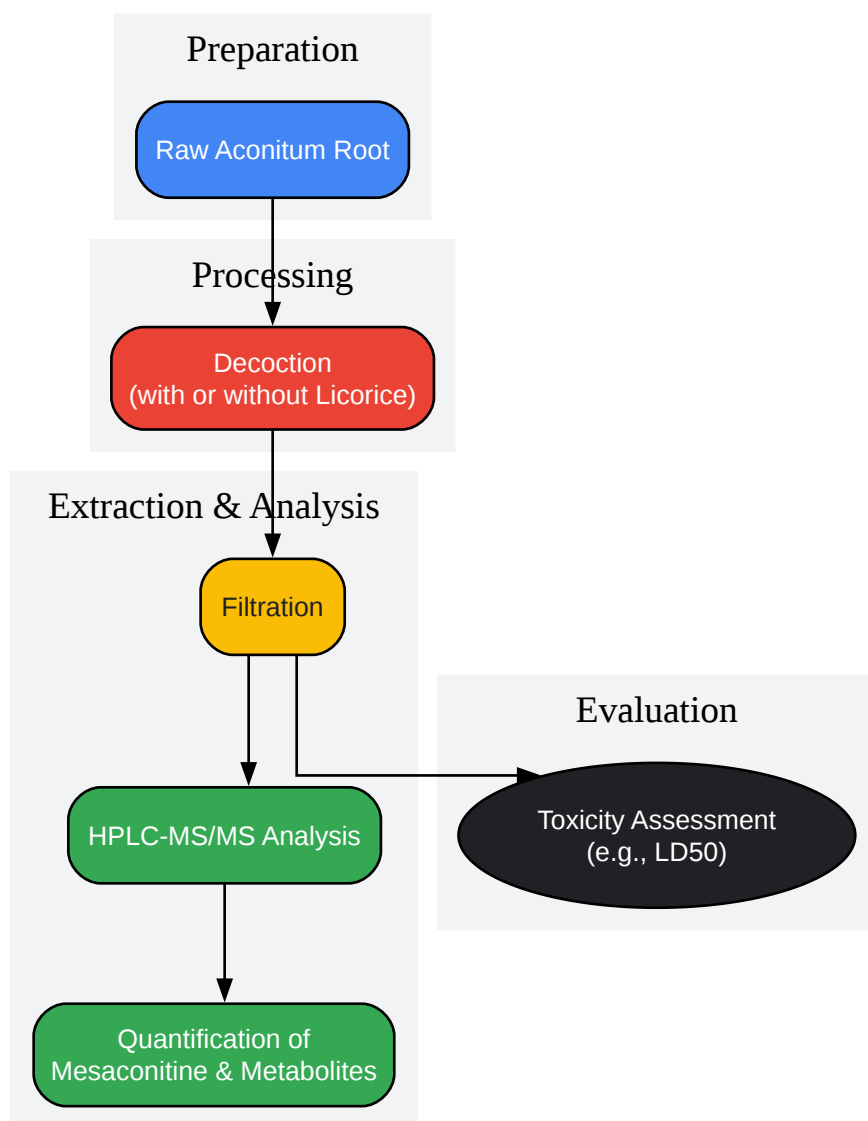 Preparation
Raw Aconitum Root
Processing
Decoction
(with or without Licorice)
Extraction & Analysis
Filtration
Evaluation
HPLC-MS/MS Analysis
Toxicity Assessment
(e.g., LD50)
Quantification of
Mesaconitine & Metabolites